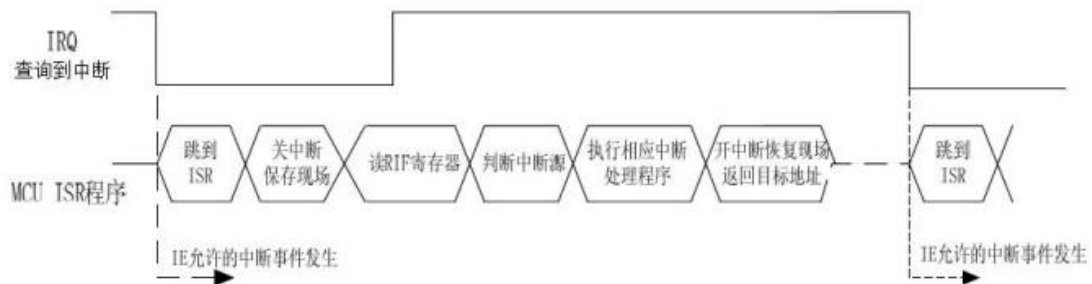 IRQ
查询到中断
MCU ISR程序
跳到
ISR
关中断
保存现场
读RIF寄存器
判断中断源
执行相应中断
处理程序
开中断恢复现场
返回目标地址
跳到
ISR
IE允许的中断事件发生
IE允许的中断事件发生